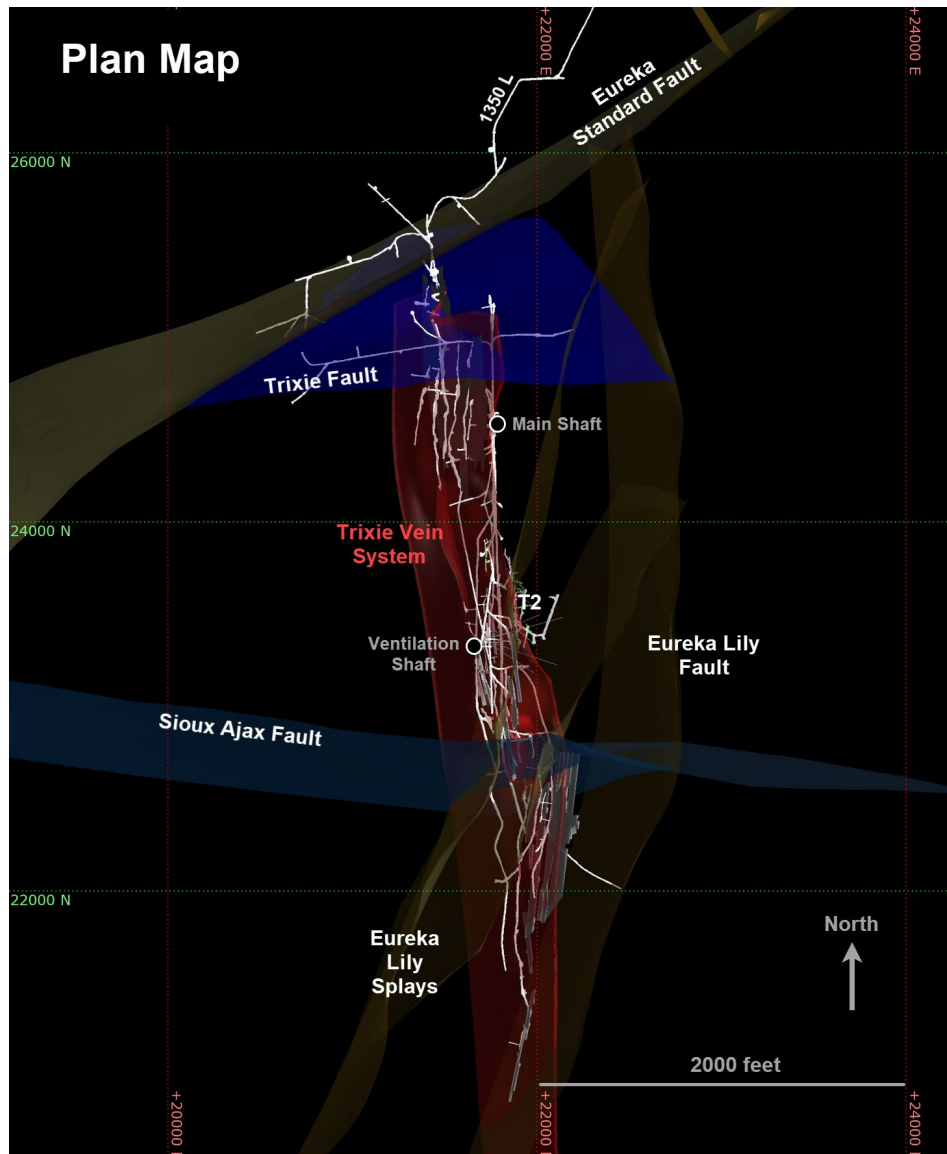 Plan Map
+22000 E
+24000 E
1350 L
Eureka
Standard Fault
26000 N
Trixie Fault
Main Shaft
24000 N
Trixie Vein
System
T2
Ventilation
Shaft
Eureka Lily
Fault
Sioux Ajax Fault
22000 N
Eureka
Lily
Splays
North
2000 feet
+20000
+22000
+24000